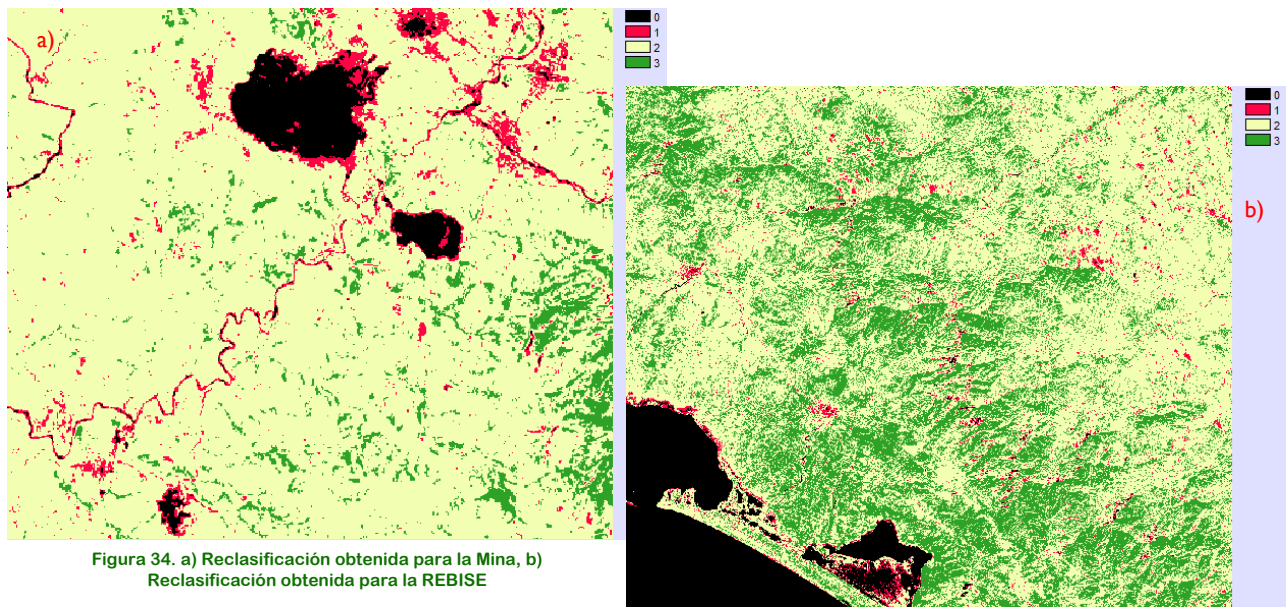 a)
0
1
2
3
0
1
2
3
b)
Figura 34. a) Reclasificación obtenida para la Mina, b)
Reclasificación obtenida para la REBISE